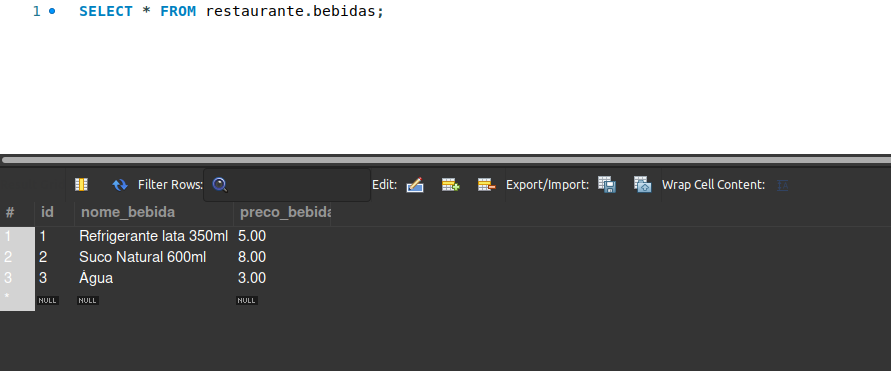 1 SELECT * FROM restaurante.bebidas;
Filter Rows: Edit: Export/Import: Wrap Cell Content:
# id nome_bebida preco_bebida
1 1 Refrigerante lata 350ml 5.00
2 2 Suco Natural 600ml 8.00
3 3 Água 3.00
* NULL NULL NULL